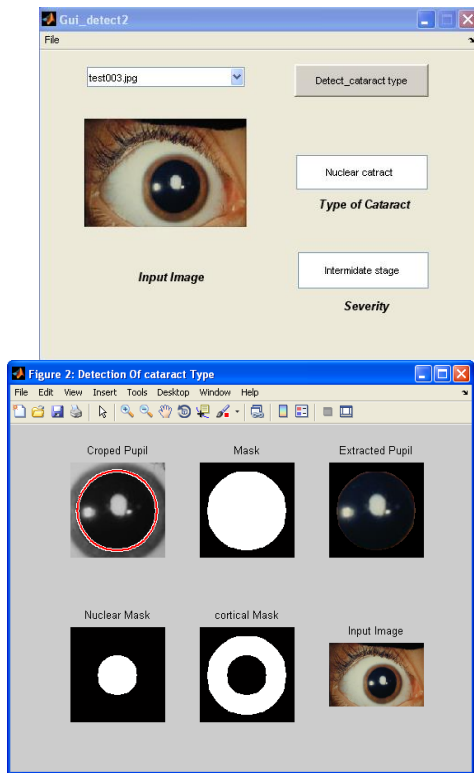 Gui_detect2
File
test003.jpg
Detect_cataract type
Nuclear catract
Type of Cataract
Input Image
Intermidate stage
Severity
Figure 2: Detection Of cataract Type
File Edit View Insert Tools Desktop Window Help
Croped Pupil Mask Extracted Pupil
Nuclear Mask cortical Mask Input Image